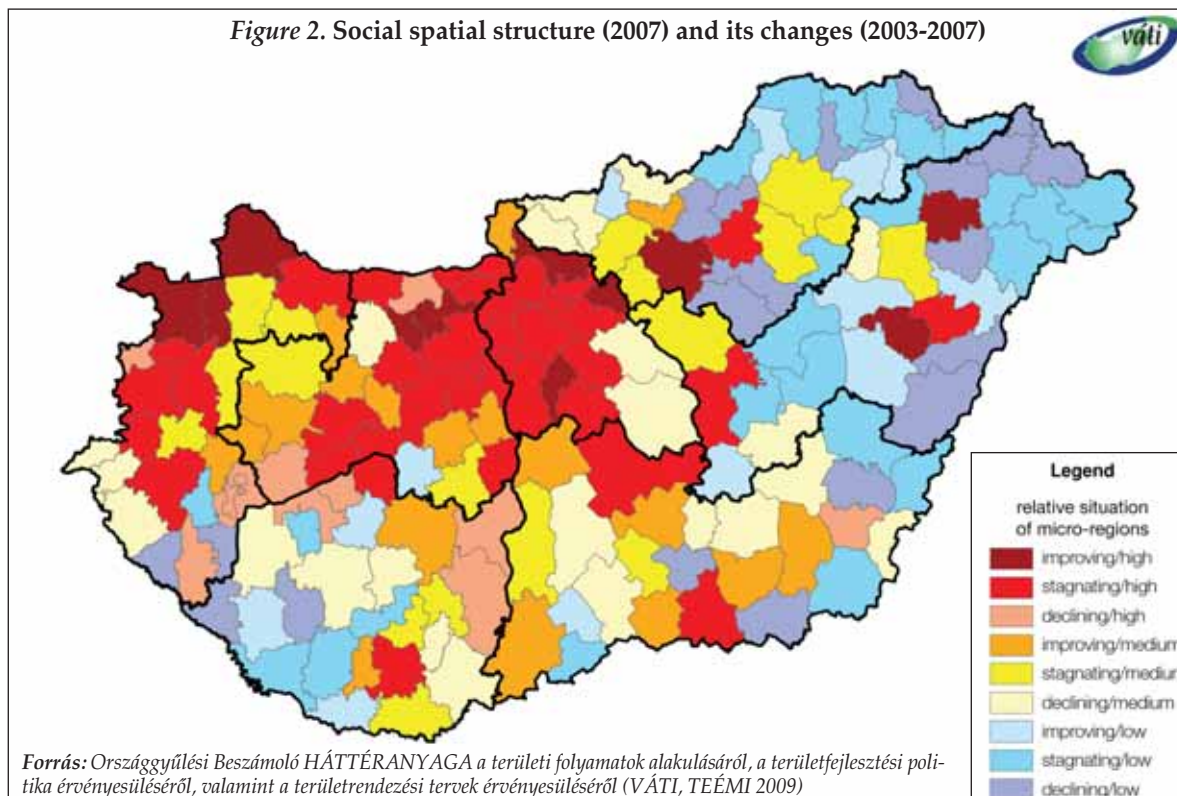 Figure 2. Social spatial structure (2007) and its changes (2003-2007)
váti
Legend
relative situation
of micro-regions
improving/high
stagnating/high
declining/high
improving/medium
stagnating/medium
declining/medium
improving/low
stagnating/low
declining/low
Forrás: Országgyűlési Beszámoló HÁTTÉRANYAGA a területi folyamatok alakulásáról, a területfejlesztési poli-
tika érvényesüléséről, valamint a területrendezési tervek érvényesüléséről (VÁTI, TEÉMI 2009)